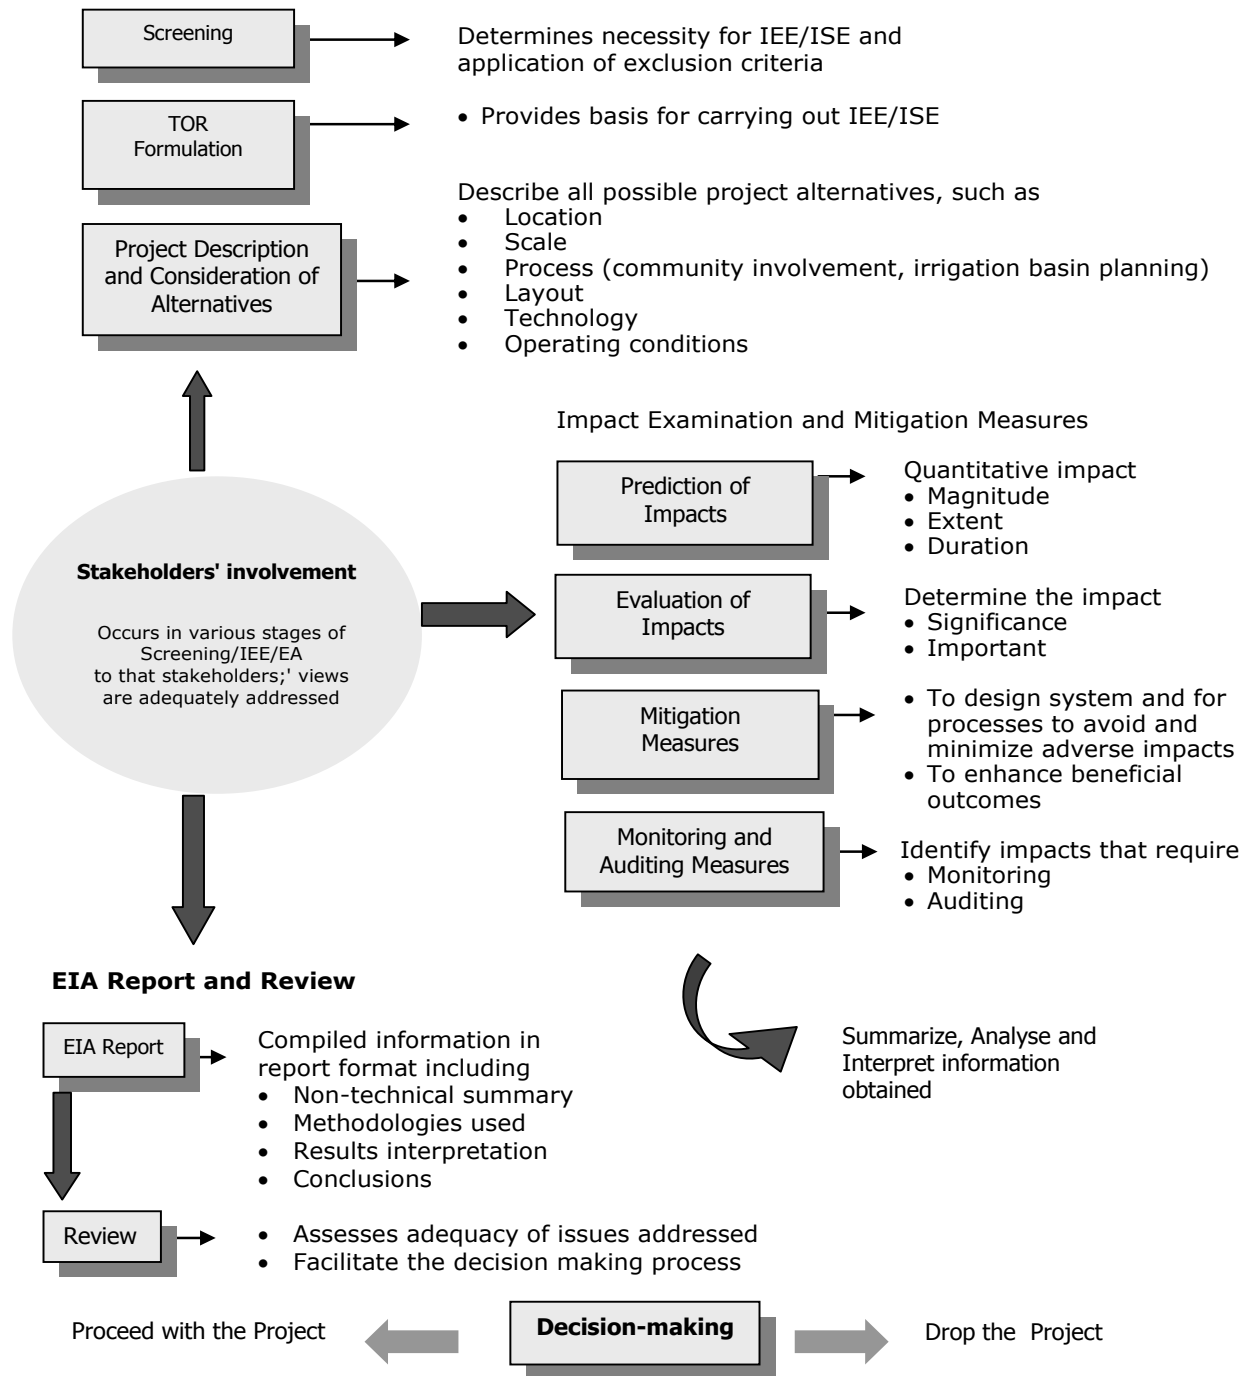 Screening
Determines necessity for IEE/ISE and
application of exclusion criteria
TOR
Formulation
• Provides basis for carrying out IEE/ISE
Project Description
and Consideration of
Alternatives
Describe all possible project alternatives, such as
• Location
• Scale
• Process (community involvement, irrigation basin planning)
• Layout
• Technology
• Operating conditions
Stakeholders' involvement
Occurs in various stages of
Screening/IEE/EA
to that stakeholders;' views
are adequately addressed
Impact Examination and Mitigation Measures
Prediction of
Impacts
Quantitative impact
• Magnitude
• Extent
• Duration
Evaluation of
Impacts
Determine the impact
• Significance
• Important
Mitigation
Measures
• To design system and for
processes to avoid and
minimize adverse impacts
• To enhance beneficial
outcomes
Monitoring and
Auditing Measures
Identify impacts that require
• Monitoring
• Auditing
Summarize, Analyse and
Interpret information
obtained
EIA Report and Review
EIA Report
Compiled information in
report format including
• Non-technical summary
• Methodologies used
• Results interpretation
• Conclusions
Review
• Assesses adequacy of issues addressed
• Facilitate the decision making process
Proceed with the Project
Decision-making
Drop the Project